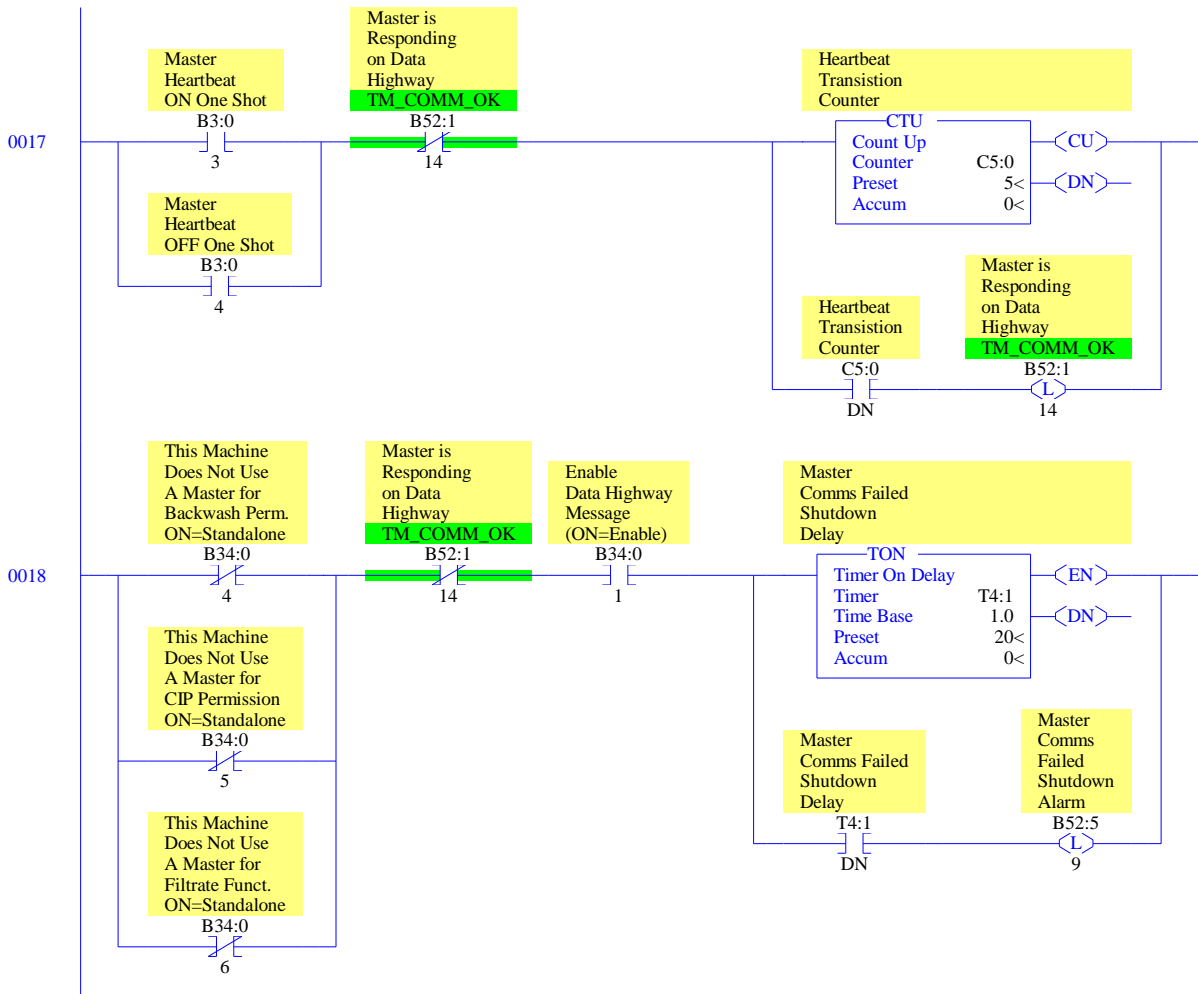 Master
Heartbeat
ON One Shot
B3:0
3
Master is
Responding
on Data
Highway
TM_COMM_OK
B52:1
14
Heartbeat
Transistion
Counter
0017
CTU
Count Up
Counter C5:0
Preset 5<
Accum 0<
CU
DN
Master
Heartbeat
OFF One Shot
B3:0
4
Heartbeat
Transistion
Counter
C5:0
DN
Master is
Responding
on Data
Highway
TM_COMM_OK
B52:1
L
14
This Machine
Does Not Use
A Master for
Backwash Perm.
ON=Standalone
B34:0
4
Master is
Responding
on Data
Highway
TM_COMM_OK
B52:1
14
Enable
Data Highway
Message
(ON=Enable)
B34:0
1
Master
Comms Failed
Shutdown
Delay
0018
TON
Timer On Delay
Timer T4:1
Time Base 1.0
Preset 20<
Accum 0<
EN
DN
This Machine
Does Not Use
A Master for
CIP Permission
ON=Standalone
B34:0
5
Master
Comms Failed
Shutdown
Delay
T4:1
DN
Master
Comms
Failed
Shutdown
Alarm
B52:5
L
9
This Machine
Does Not Use
A Master for
Filtrate Funct.
ON=Standalone
B34:0
6